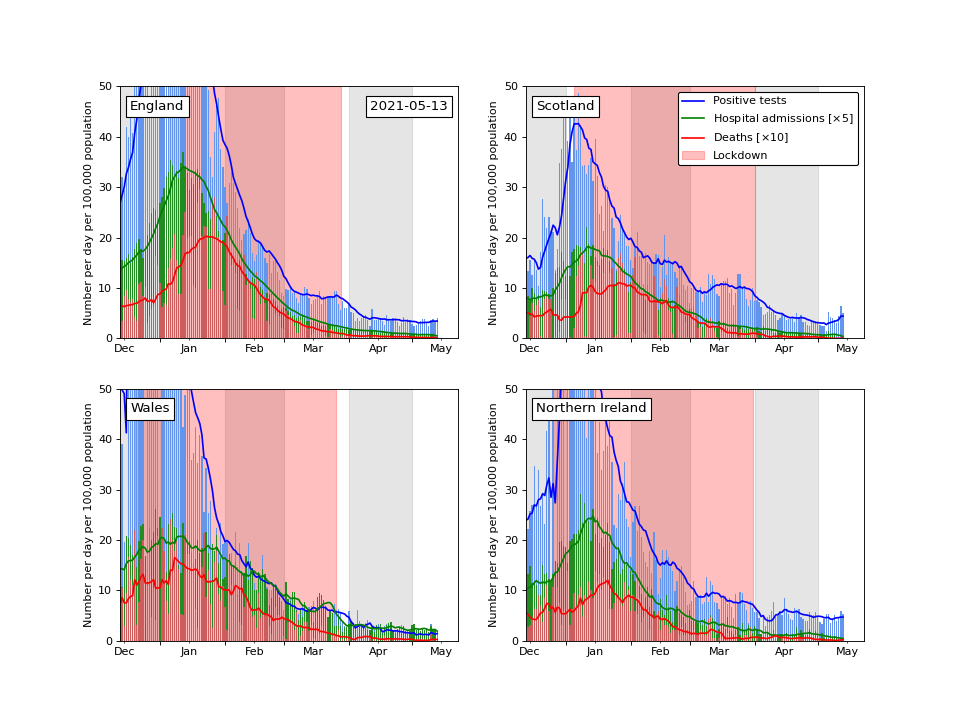 England
2021-05-13
Number per day per 100,000 population
50
40
30
20
10
0
Dec Jan Feb Mar Apr May
Scotland
Positive tests
Hospital admissions [×5]
Deaths [×10]
Lockdown
Number per day per 100,000 population
50
40
30
20
10
0
Dec Jan Feb Mar Apr May
Wales
Number per day per 100,000 population
50
40
30
20
10
0
Dec Jan Feb Mar Apr May
Northern Ireland
Number per day per 100,000 population
50
40
30
20
10
0
Dec Jan Feb Mar Apr May